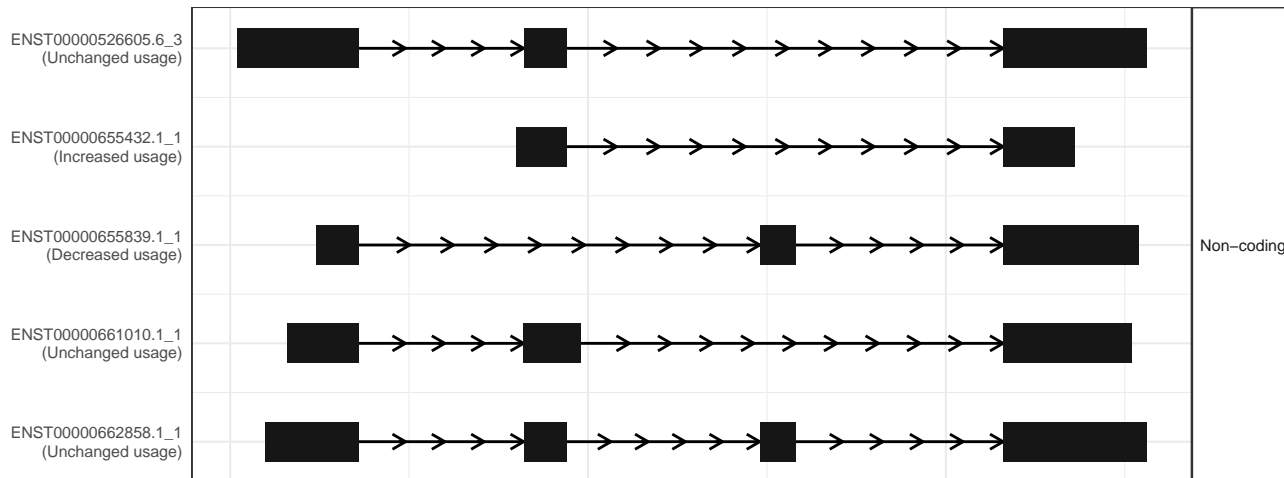 ENST00000526605.6_3
(Unchanged usage)
ENST00000655432.1_1
(Increased usage)
ENST00000655839.1_1
(Decreased usage)
Non−coding
ENST00000661010.1_1
(Unchanged usage)
ENST00000662858.1_1
(Unchanged usage)